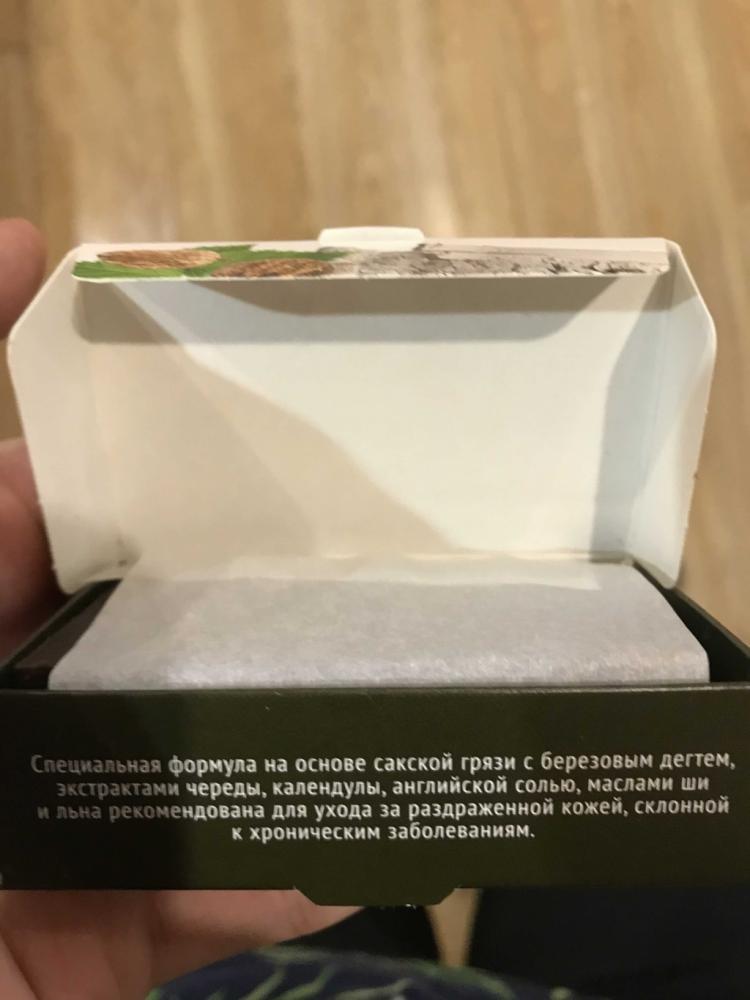 Специальная формула на основе сакской грязи с березовым дегтем,
экстрактами череды, календулы, английской солью, маслами ши
и льна рекомендована для ухода за раздраженной кожей, склонной
к хроническим заболеваниям.